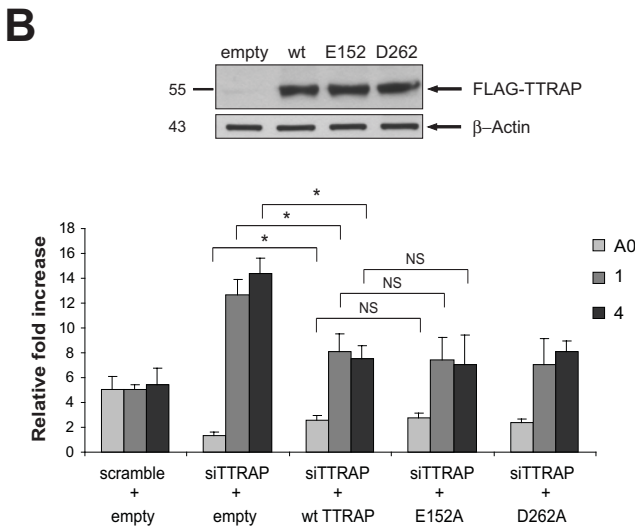 B
empty wt E152 D262
55 FLAG-TTRAP
43 β–Actin
* * *
NS NS NS
Relative fold increase
18
16
14
12
10
8
6
4
2
0
A0
1
4
scramble + empty
siTTRAP + empty
siTTRAP + wt TTRAP
siTTRAP + E152A
siTTRAP + D262A